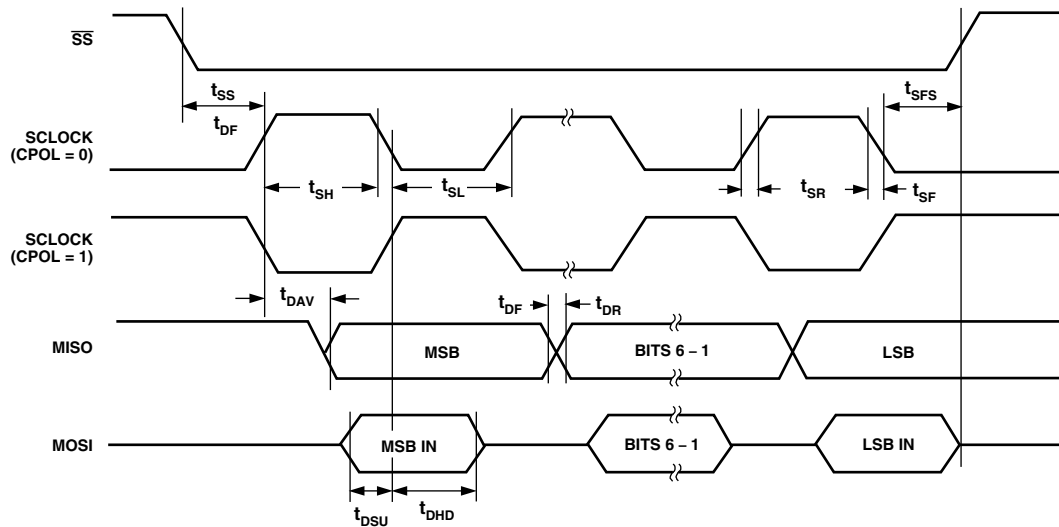 SS
tSS
tDF
tSFS
SCLOCK
(CPOL = 0)
tSH
tSL
tSR
tSF
SCLOCK
(CPOL = 1)
tDAV
tDF
tDR
MISO
MSB
BITS 6 – 1
LSB
MOSI
MSB IN
BITS 6 – 1
LSB IN
tDSU
tDHD